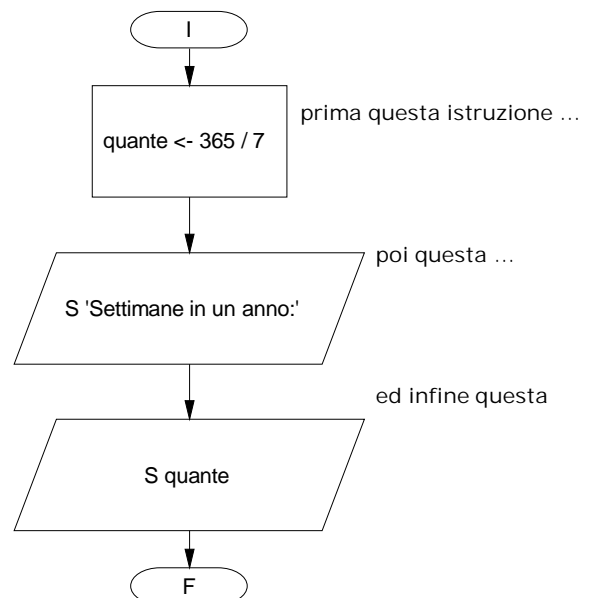 I
quante <- 365 / 7
prima questa istruzione ...
poi questa ...
S 'Settimane in un anno:'
ed infine questa
S quante
F